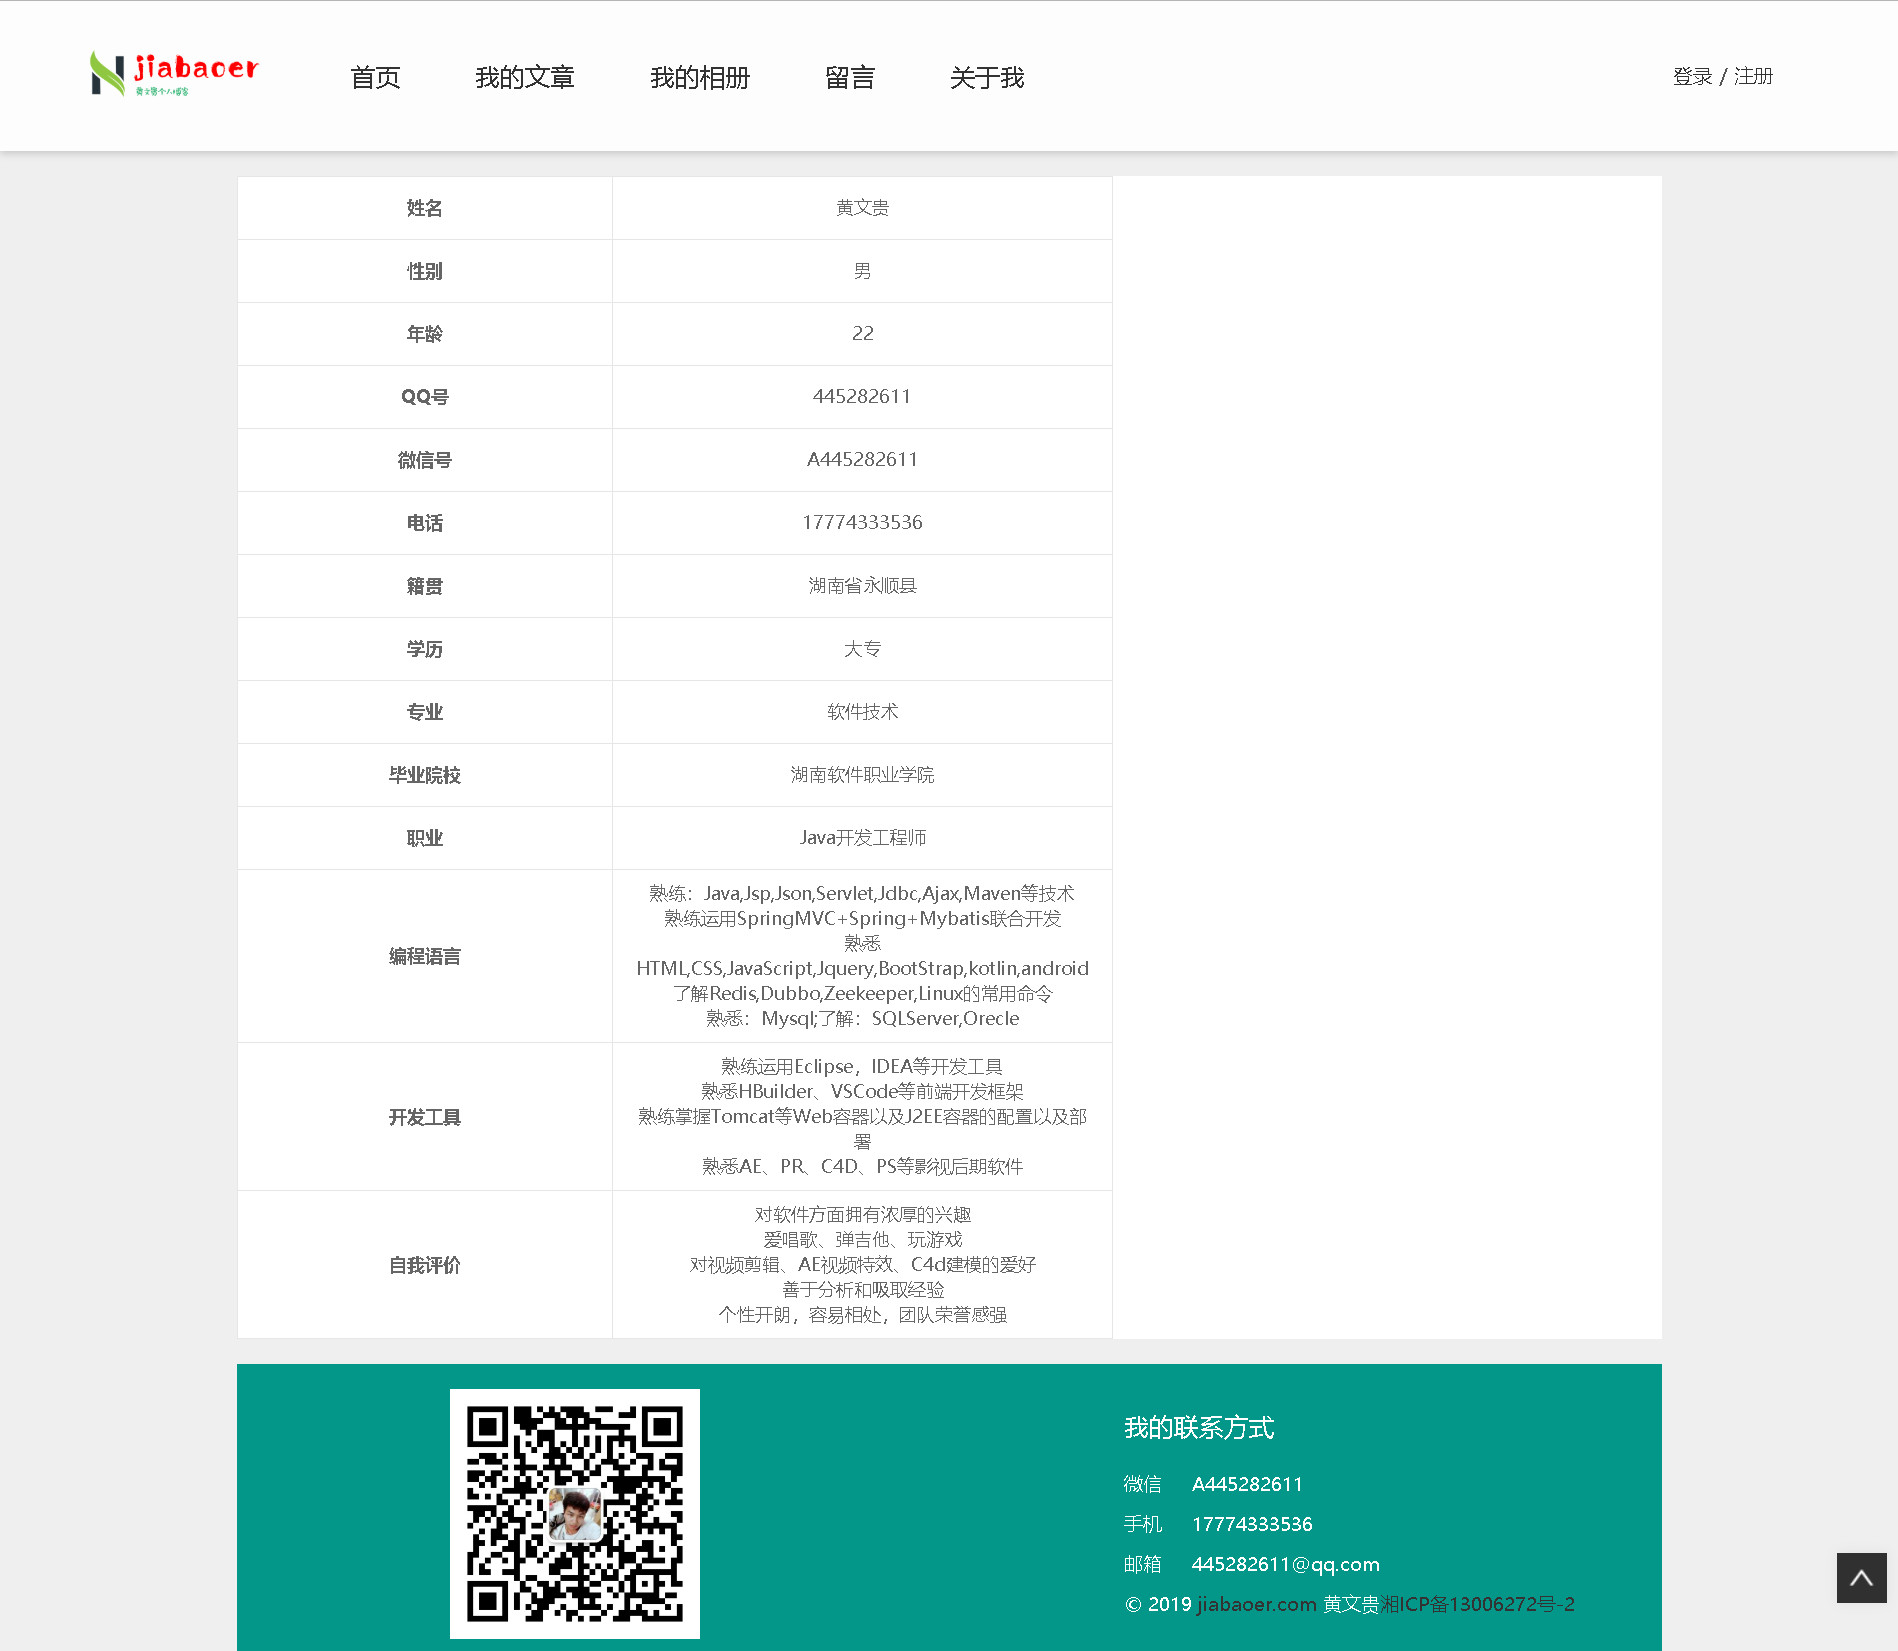 jiabaoer
黄文贵个人博客
首页 我的文章 我的相册 留言 关于我 登录 / 注册
姓名 黄文贵
性别 男
年龄 22
QQ号 445282611
微信号 A445282611
电话 17774333536
籍贯 湖南省永顺县
学历 大专
专业 软件技术
毕业院校 湖南软件职业学院
职业 Java开发工程师
编程语言
熟练：Java,Jsp,Json,Servlet,Jdbc,Ajax,Maven等技术
熟练运用SpringMVC+Spring+Mybatis联合开发
熟悉
HTML,CSS,JavaScript,Jquery,BootStrap,kotlin,android
了解Redis,Dubbo,Zeekeeper,Linux的常用命令
熟悉：Mysql;了解：SQLServer,Orecle
开发工具
熟练运用Eclipse，IDEA等开发工具
熟悉HBuilder、VSCode等前端开发框架
熟练掌握Tomcat等Web容器以及J2EE容器的配置以及部
署
熟悉AE、PR、C4D、PS等影视后期软件
自我评价
对软件方面拥有浓厚的兴趣
爱唱歌、弹吉他、玩游戏
对视频剪辑、AE视频特效、C4d建模的爱好
善于分析和吸取经验
个性开朗，容易相处，团队荣誉感强
我的联系方式
微信 A445282611
手机 17774333536
邮箱 445282611@qq.com
© 2019 jiabaoer.com 黄文贵湘ICP备13006272号-2